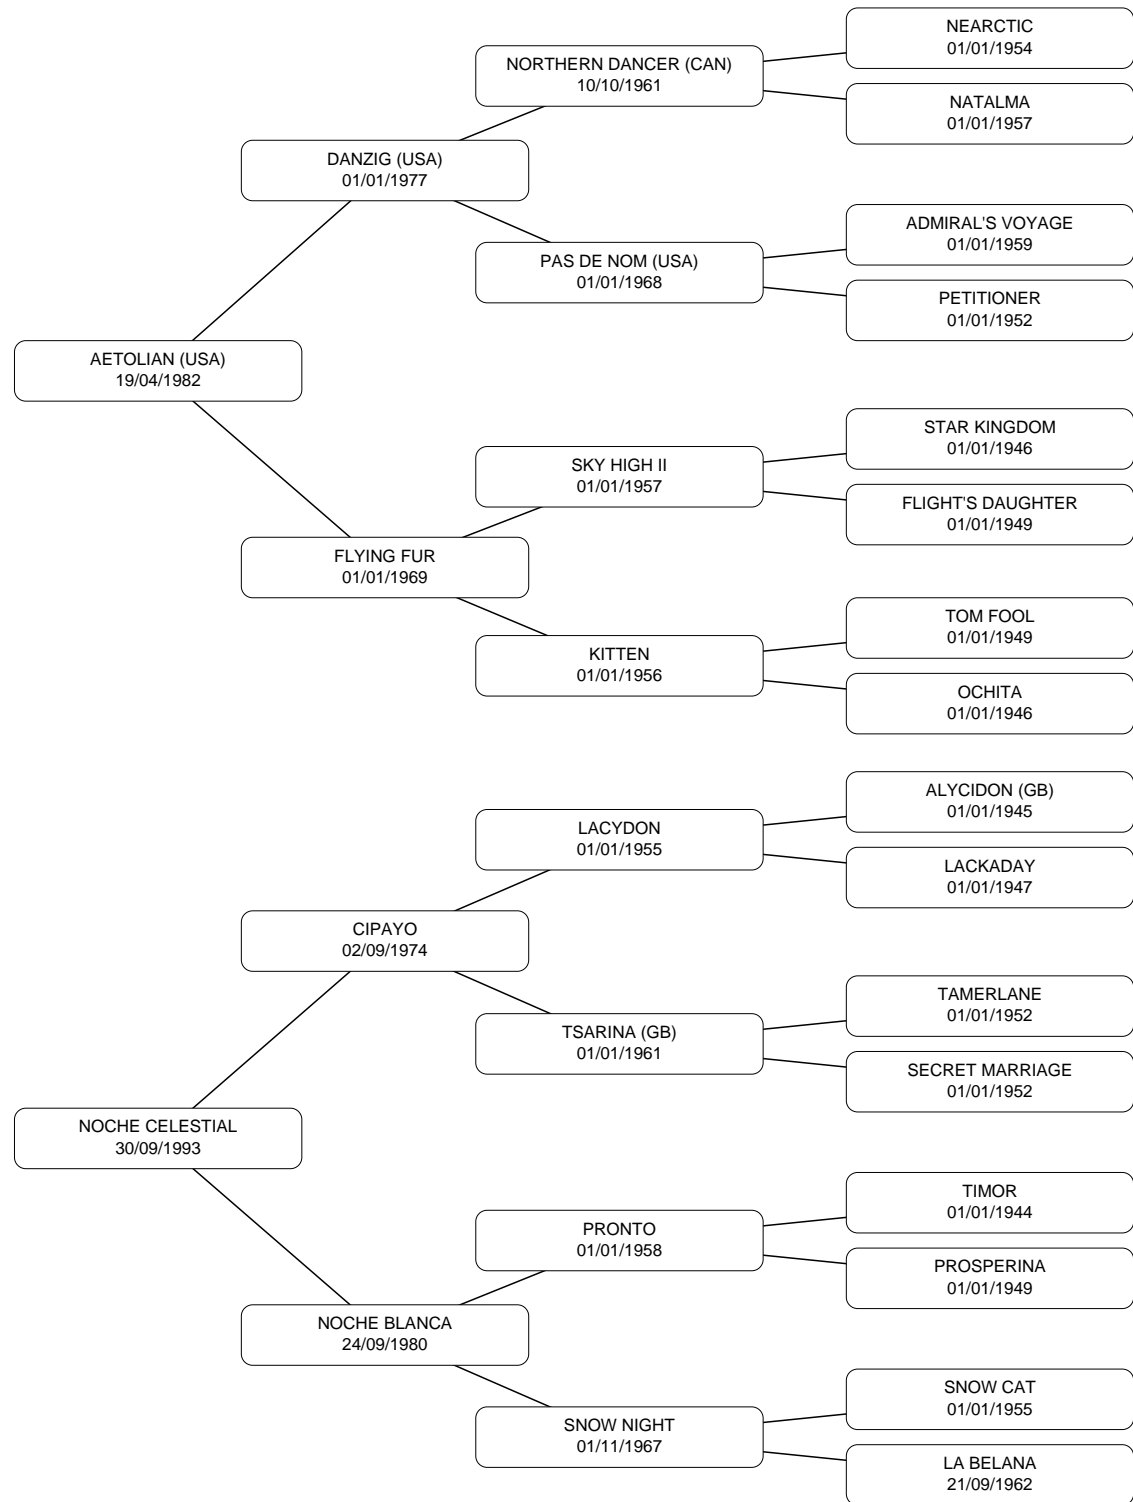 NEARCTIC
01/01/1954
NORTHERN DANCER (CAN)
10/10/1961
NATALMA
01/01/1957
DANZIG (USA)
01/01/1977
ADMIRAL'S VOYAGE
01/01/1959
PAS DE NOM (USA)
01/01/1968
PETITIONER
01/01/1952
AETOLIAN (USA)
19/04/1982
STAR KINGDOM
01/01/1946
SKY HIGH II
01/01/1957
FLIGHT'S DAUGHTER
01/01/1949
FLYING FUR
01/01/1969
TOM FOOL
01/01/1949
KITTEN
01/01/1956
OCHITA
01/01/1946
ALYCIDON (GB)
01/01/1945
LACYDON
01/01/1955
LACKADAY
01/01/1947
CIPAYO
02/09/1974
TAMERLANE
01/01/1952
TSARINA (GB)
01/01/1961
SECRET MARRIAGE
01/01/1952
NOCHE CELESTIAL
30/09/1993
TIMOR
01/01/1944
PRONTO
01/01/1958
PROSPERINA
01/01/1949
NOCHE BLANCA
24/09/1980
SNOW CAT
01/01/1955
SNOW NIGHT
01/11/1967
LA BELANA
21/09/1962